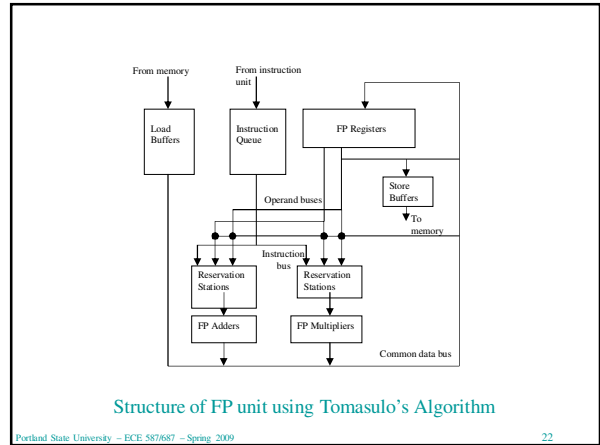 From memory
From instruction
unit
Load
Buffers
Instruction
Queue
FP Registers
Store
Buffers
Operand buses
To
memory
Instruction
bus
Reservation
Stations
Reservation
Stations
FP Adders
FP Multipliers
Common data bus
Structure of FP unit using Tomasulo's Algorithm
Portland State University – ECE 587/687 – Spring 2009
22